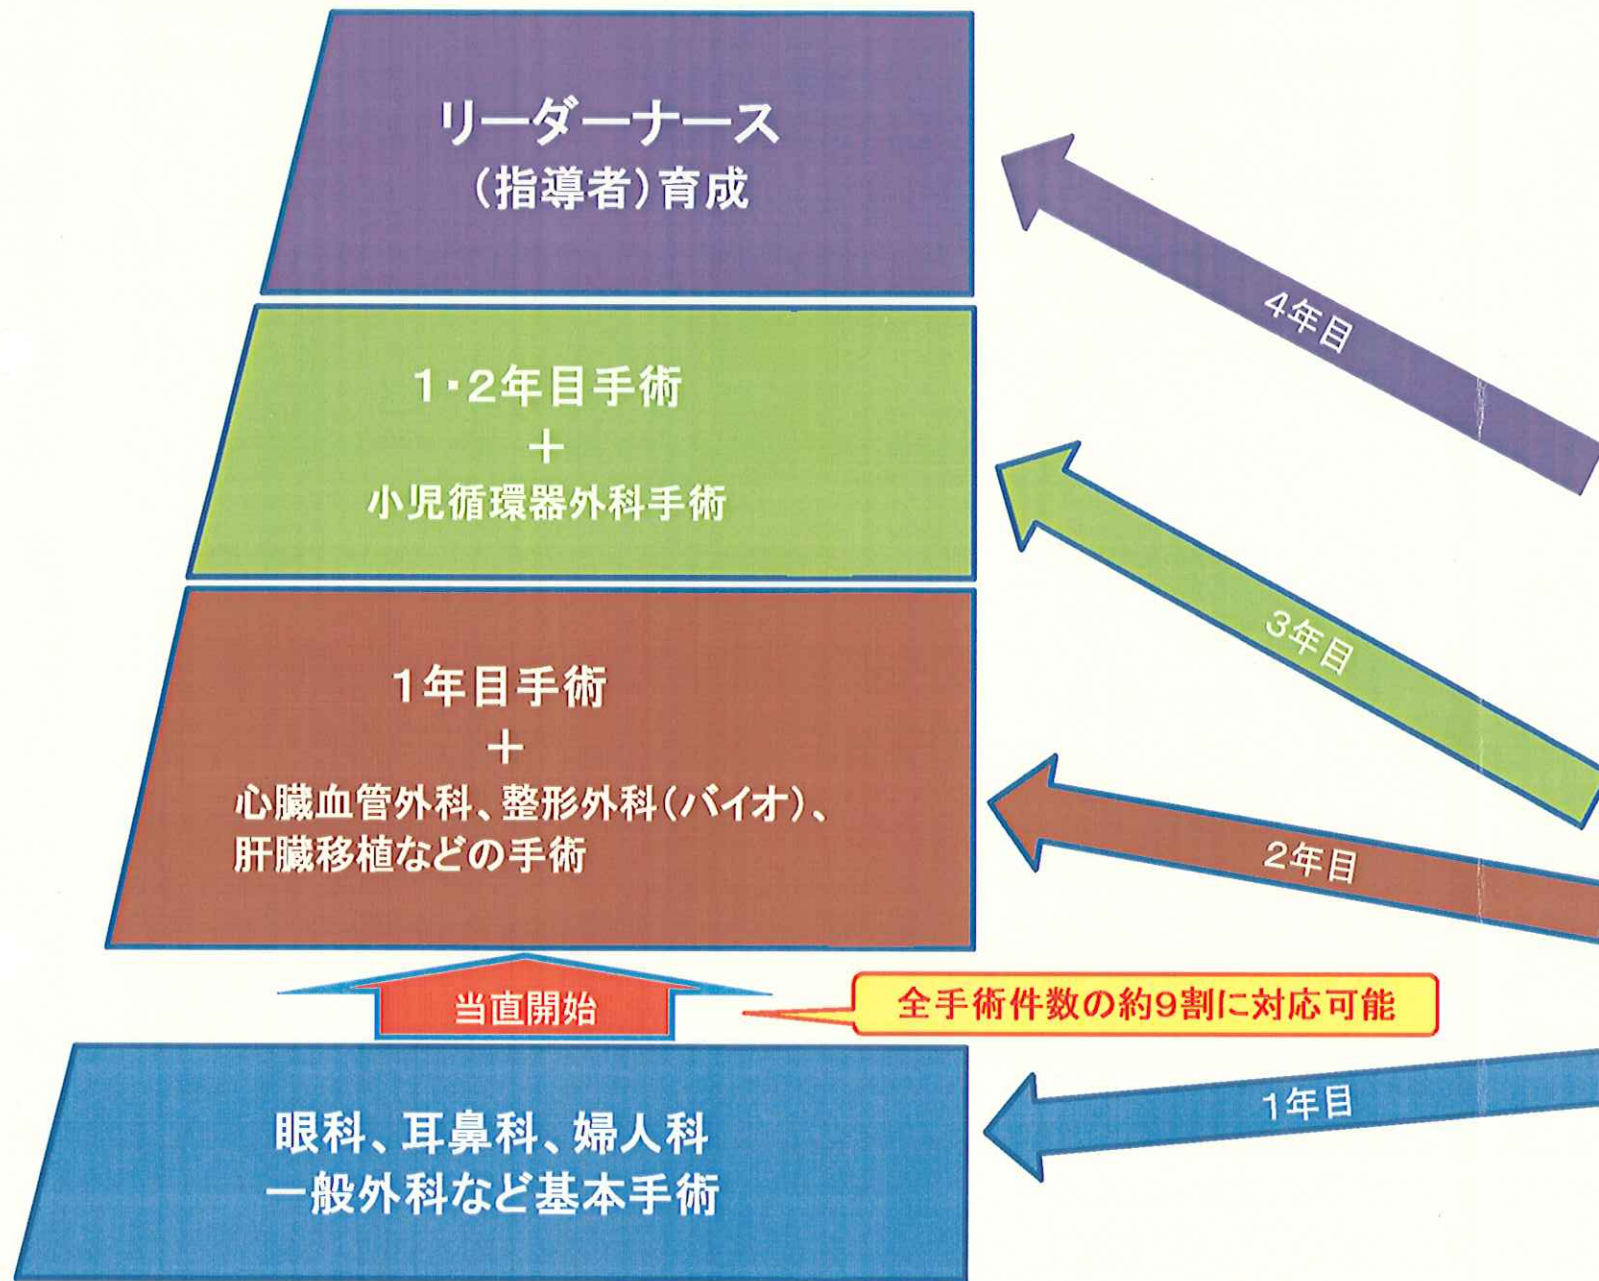 リーダーナース
（指導者）育成
4年目
1・2年目手術
＋
小児循環器外科手術
3年目
1年目手術
＋
心臓血管外科、整形外科（バイオ）、
肝臓移植などの手術
2年目
当直開始
全手術件数の約9割に対応可能
眼科、耳鼻科、婦人科
一般外科など基本手術
1年目